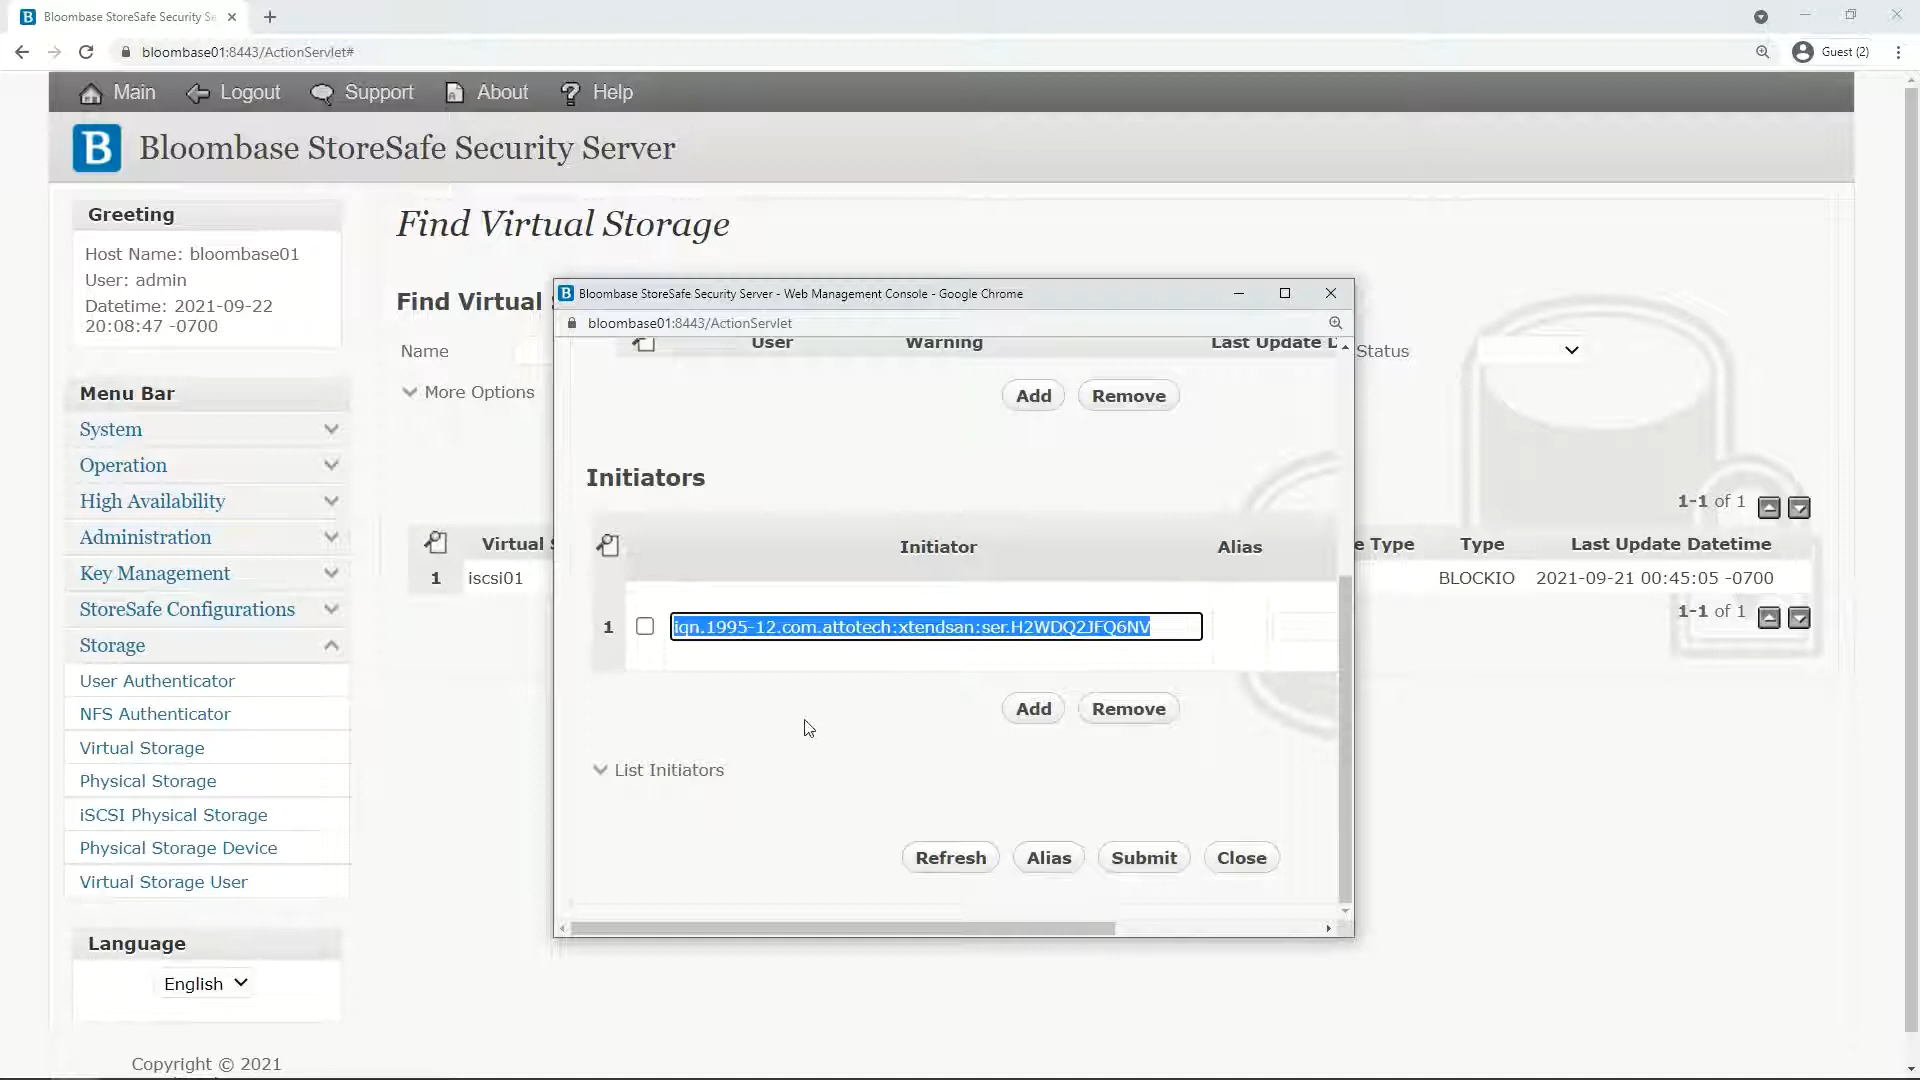 Bloombase StoreSafe Security Se
bloombase01:8443/ActionServlet#
Guest (2)
Main
Logout
Support
About
Help
B
Bloombase StoreSafe Security Server
Greeting
Host Name: bloombase01
User: admin
Datetime: 2021-09-22
20:08:47 -0700
Menu Bar
System
Operation
High Availability
Administration
Key Management
StoreSafe Configurations
Storage
User Authenticator
NFS Authenticator
Virtual Storage
Physical Storage
iSCSI Physical Storage
Physical Storage Device
Virtual Storage User
Language
English
Copyright © 2021
Find Virtual Storage
Find Virtual
Name
Status
More Options
1-1 of 1
Virtual e Type Type Last Update Datetime
1 iscsi01 BLOCKIO 2021-09-21 00:45:05 -0700
1-1 of 1
Bloombase StoreSafe Security Server - Web Management Console - Google Chrome
bloombase01:8443/ActionServlet
User Warning Last Update D
Add Remove
Initiators
Initiator Alias
1 iqn.1995-12.com.attotech:xtendsan:ser.H2WDQ2JFQ6NV
Add Remove
List Initiators
Refresh Alias Submit Close